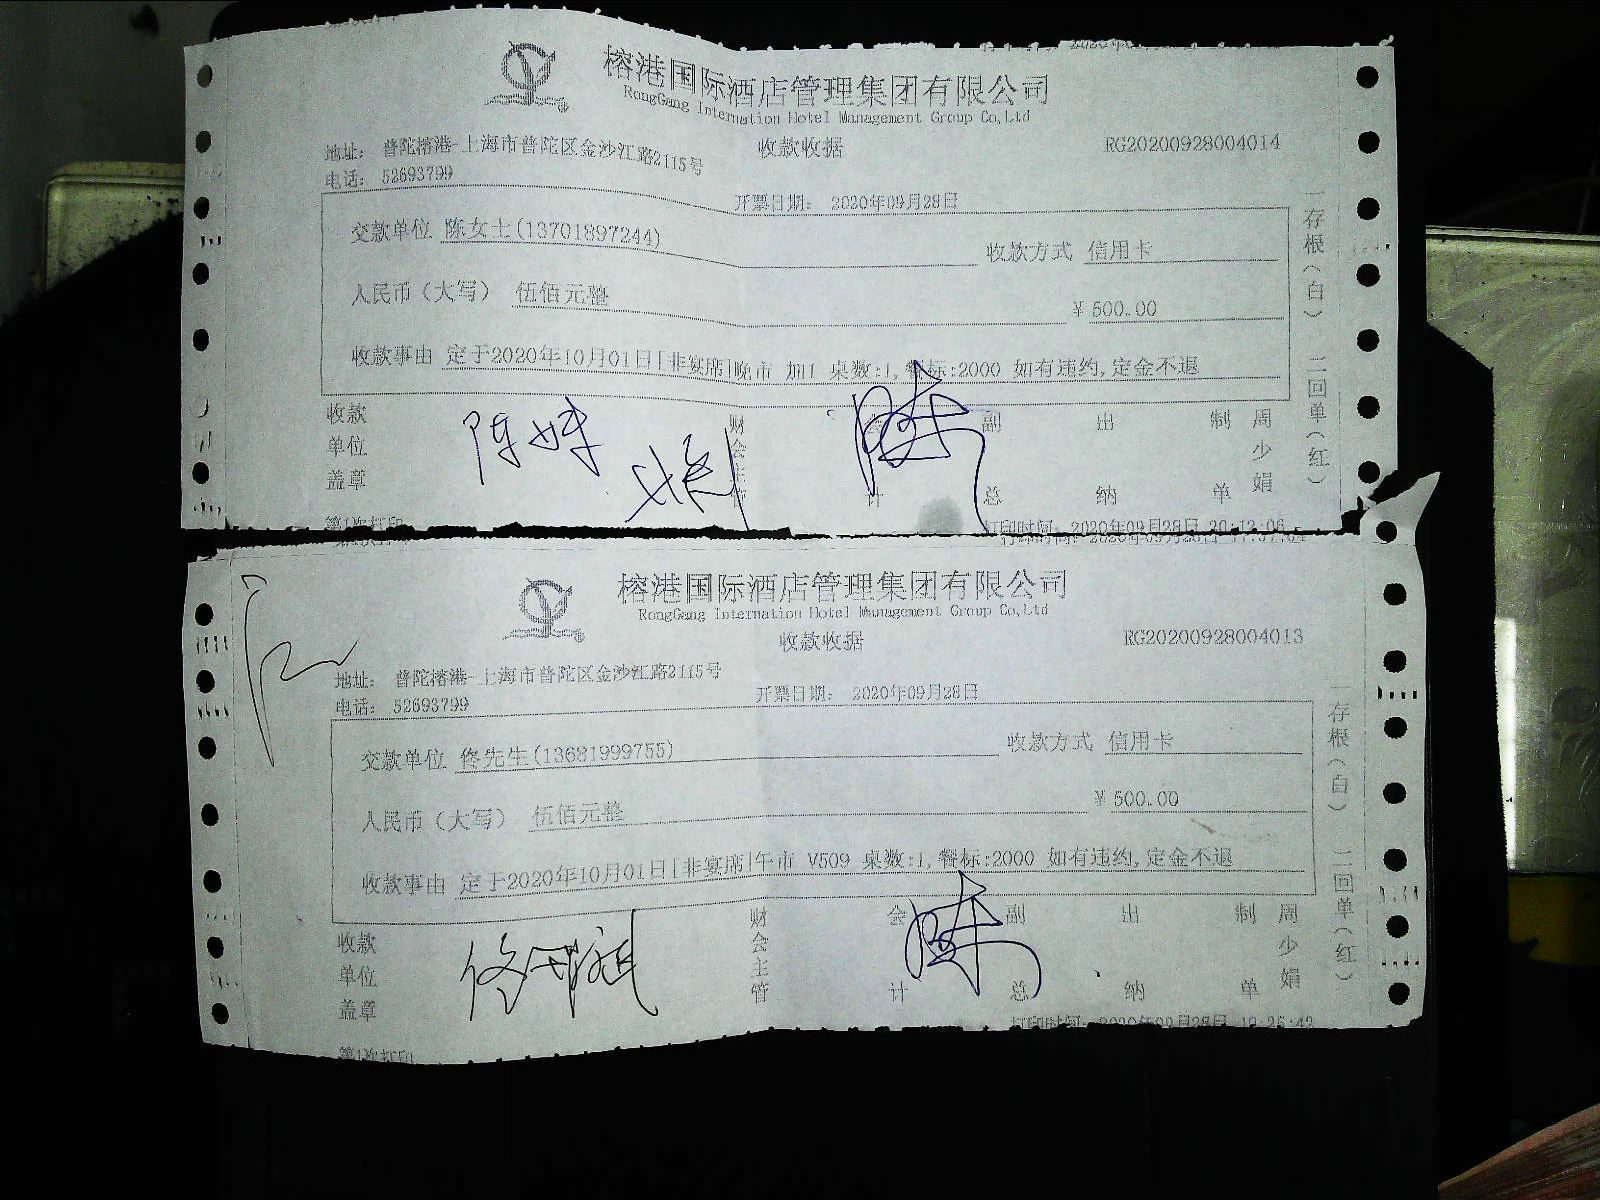 榕港国际酒店管理集团有限公司
RongGang Internation Hotel Management Group Co,Ltd
收款收据
RG20200928004014
地址： 普陀榕港-上海市普陀区金沙江路2115号
电话： 52693799
开票日期： 2020年09月28日
交款单位 陈女士(13701897244)
收款方式 信用卡
人民币（大写） 伍佰元整
¥ 500.00
收款事由 定于2020年10月01日[非宴席]晚市 加1 桌数:1,餐标:2000 如有违约,定金不退
一存根（白） 二回单（红）
收款单位盖章
财会主管
会计
副总
出纳
制单
周少娟
第1次打印
打印时间： 2020年09月28日 20:12:06
榕港国际酒店管理集团有限公司
RongGang Internation Hotel Management Group Co,Ltd
收款收据
RG20200928004013
地址： 普陀榕港-上海市普陀区金沙江路2115号
电话： 52693799
开票日期： 2020年09月28日
交款单位 佟先生(13681999755)
收款方式 信用卡
人民币（大写） 伍佰元整
¥ 500.00
收款事由 定于2020年10月01日[非宴席]午市 V509 桌数:1,餐标:2000 如有违约,定金不退
一存根（白） 二回单（红）
收款单位盖章
财会主管
会计
副总
出纳
制单
周少娟
第1次打印